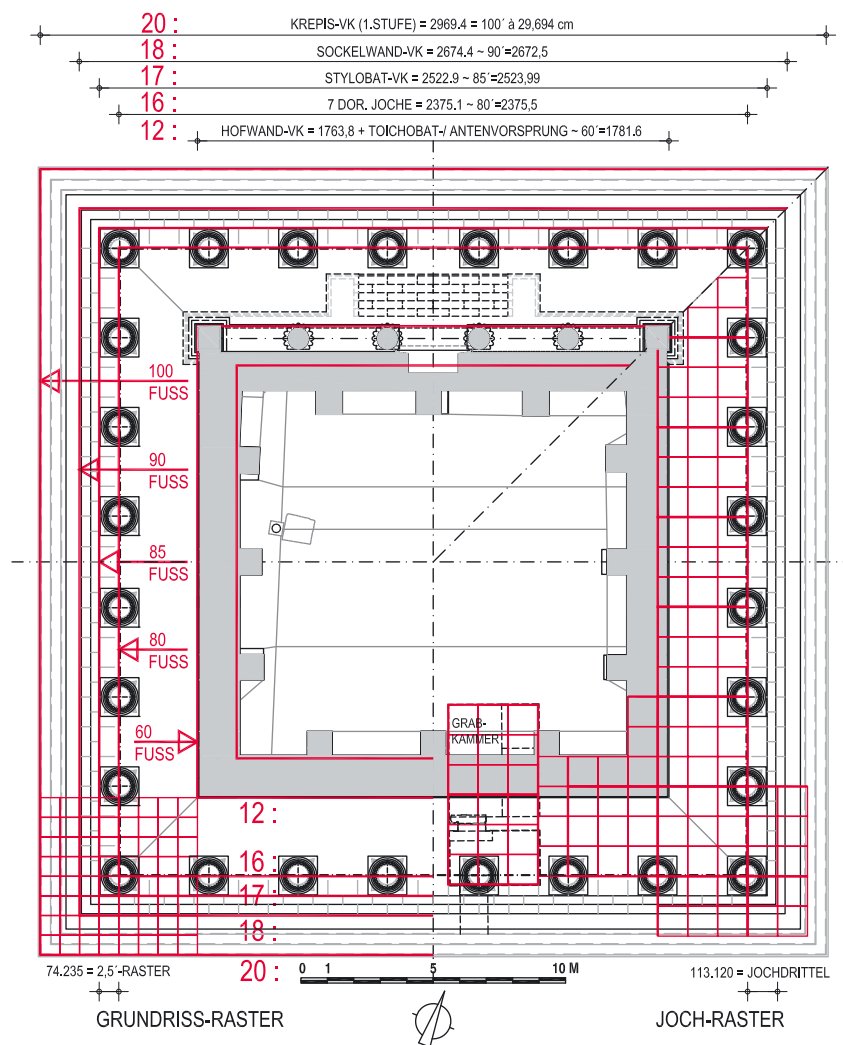 20 : KREPIS-VK (1.STUFE) = 2969.4 = 100´ à 29,694 cm
18 : SOCKELWAND-VK = 2674.4 ~ 90´=2672,5
17 : STYLOBAT-VK = 2522.9 ~ 85´=2523,99
16 : 7 DOR. JOCHE = 2375.1 ~ 80´=2375,5
12 : HOFWAND-VK = 1763,8 + TOICHOBAT-/ ANTENVORSPRUNG ~ 60´=1781.6
100
FUSS
90
FUSS
85
FUSS
80
FUSS
60
FUSS
GRAB-
KAMMER
12 :
16 :
17 :
18 :
20 :
74.235 = 2,5´-RASTER
0 1 5 10 M
113.120 = JOCHDRITTEL
GRUNDRISS-RASTER
JOCH-RASTER